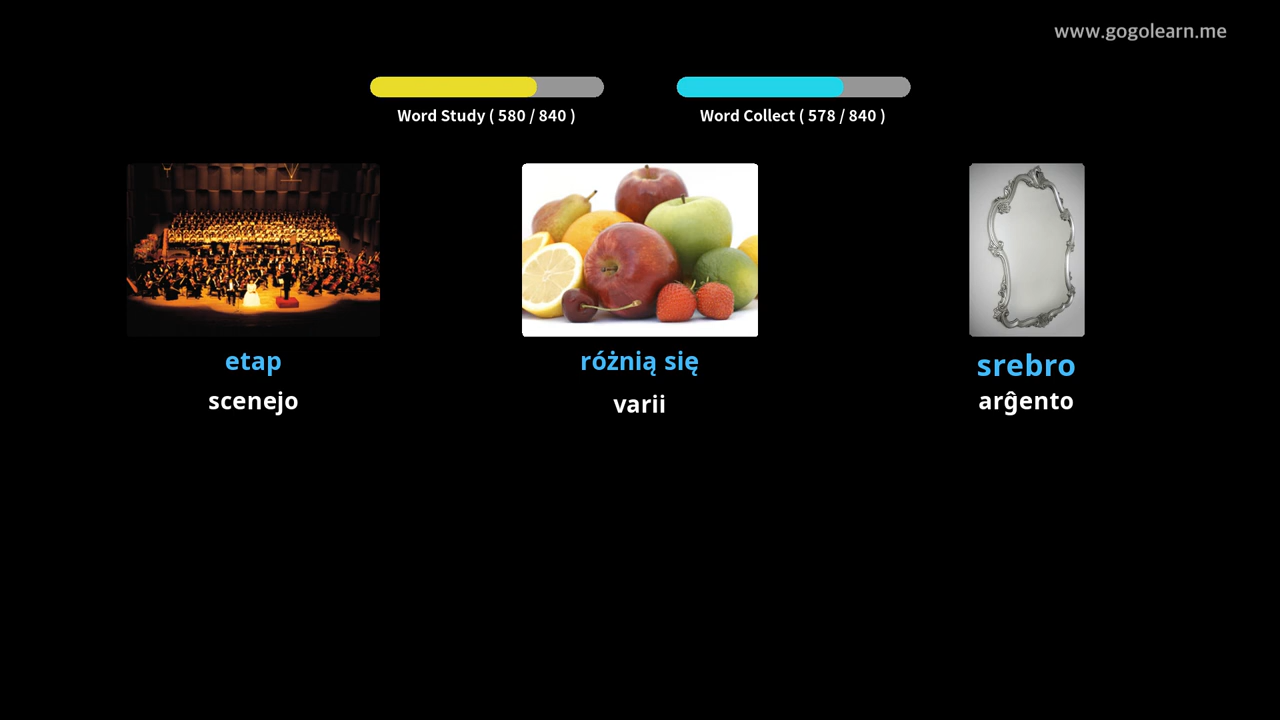 www.gogolearn.me
Word Study ( 580 / 840 )
Word Collect ( 578 / 840 )
etap
różnią się
srebro
scenejo
varii
arĝento